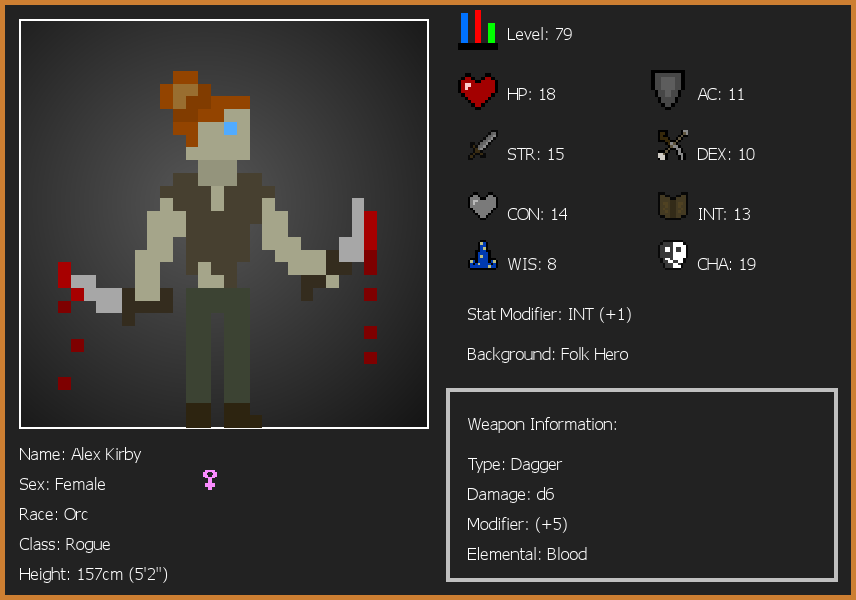 Level: 79
HP: 18
AC: 11
STR: 15
DEX: 10
CON: 14
INT: 13
WIS: 8
CHA: 19
Stat Modifier: INT (+1)
Background: Folk Hero
Weapon Information:
Type: Dagger
Damage: d6
Modifier: (+5)
Elemental: Blood
Name: Alex Kirby
Sex: Female
Race: Orc
Class: Rogue
Height: 157cm (5'2")